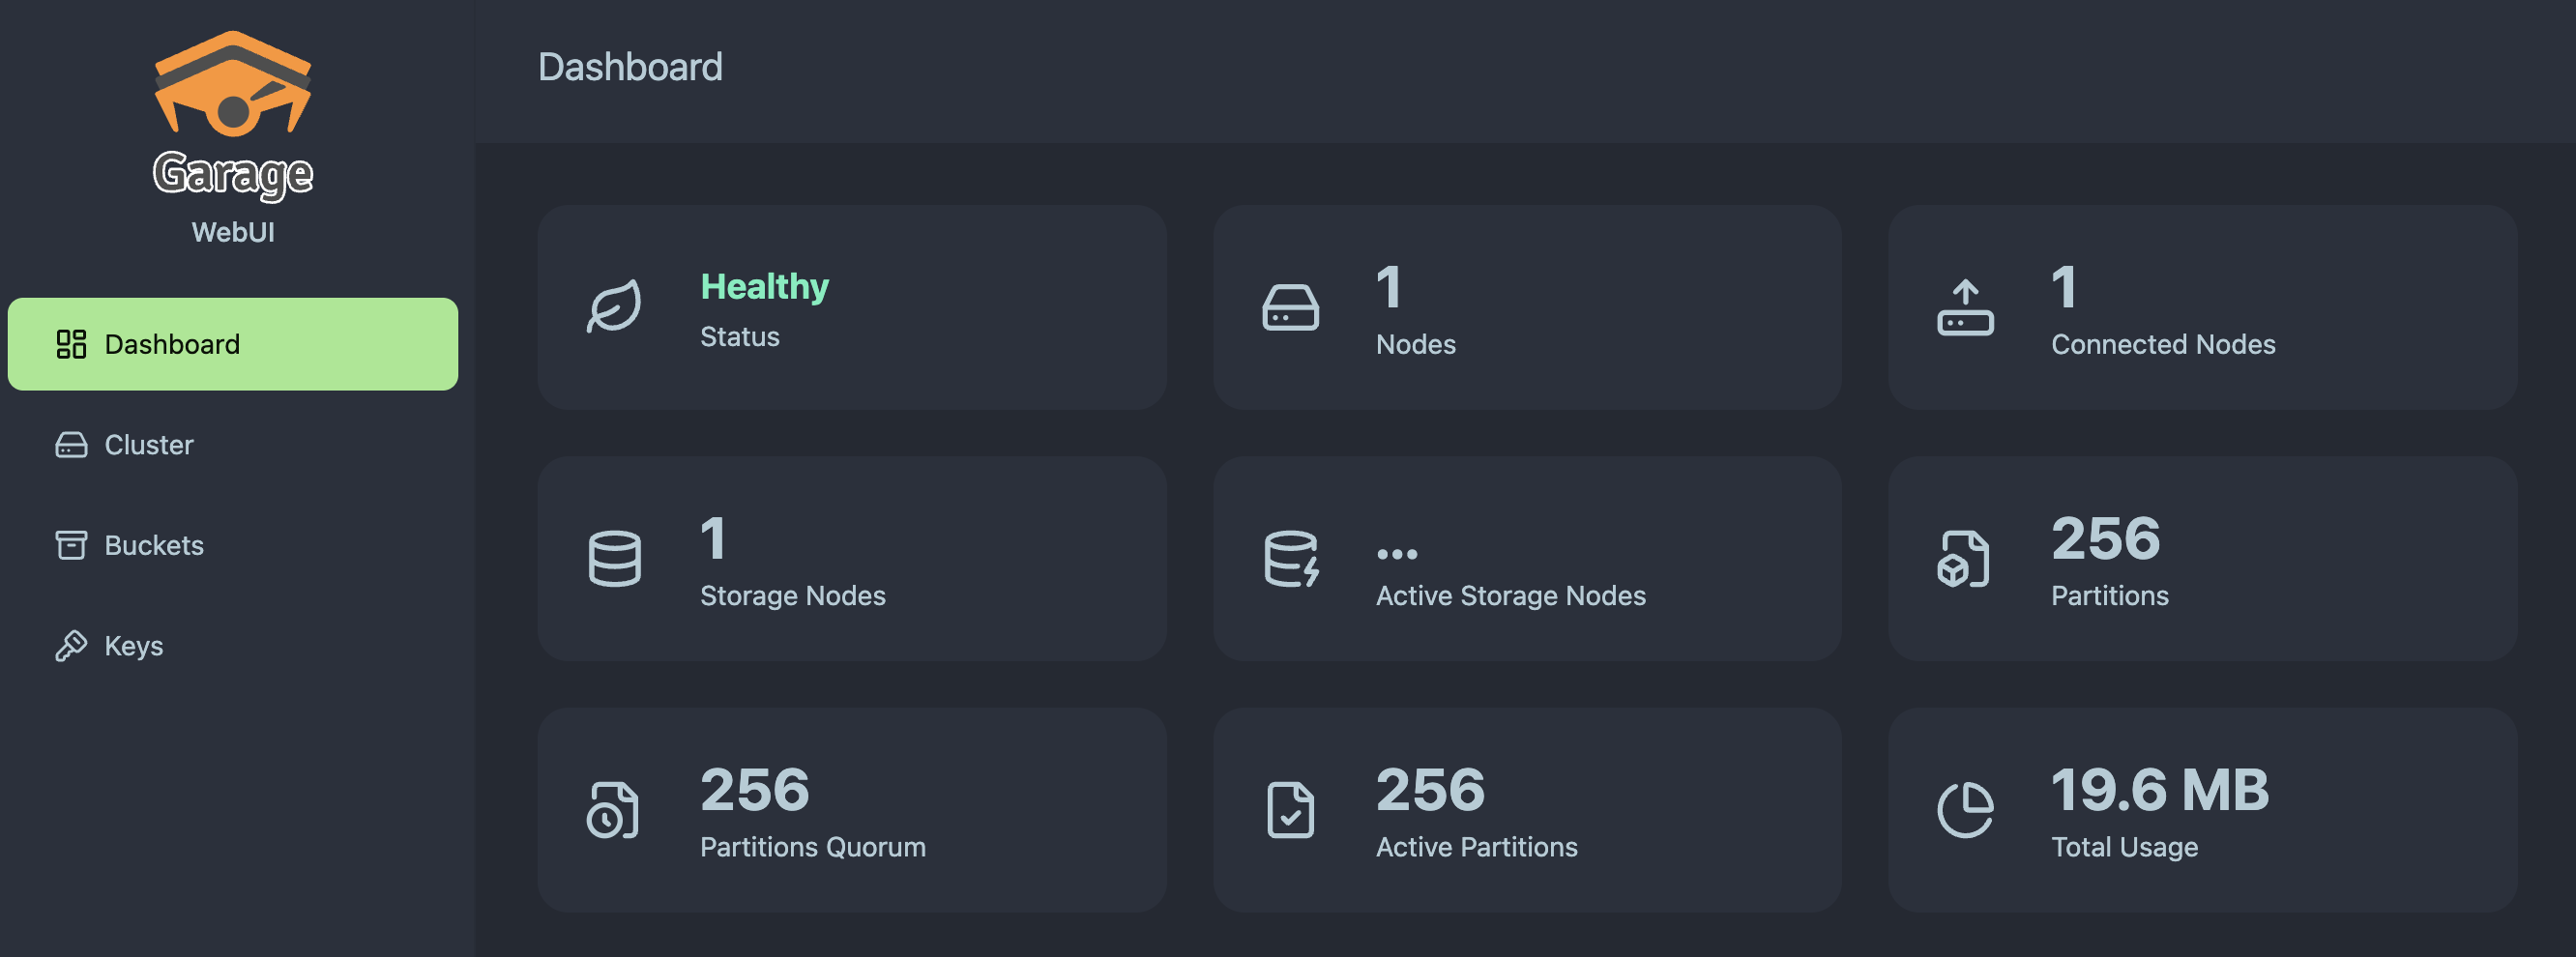 Garage
WebUI
Dashboard
Cluster
Buckets
Keys
Dashboard
Healthy
Status
1
Nodes
1
Connected Nodes
1
Storage Nodes
...
Active Storage Nodes
256
Partitions
256
Partitions Quorum
256
Active Partitions
19.6 MB
Total Usage